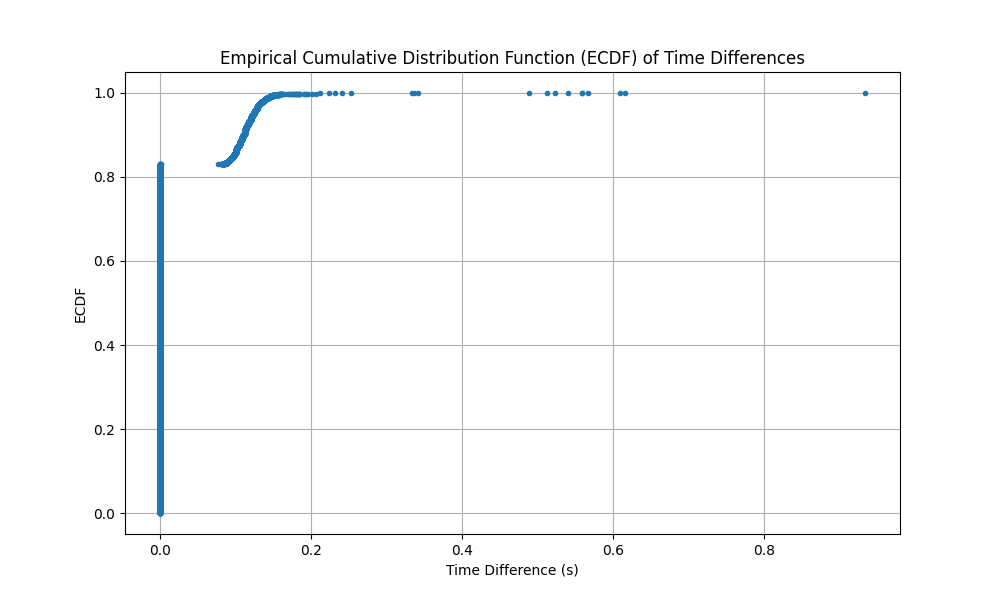 Empirical Cumulative Distribution Function (ECDF) of Time Differences
1.0
0.8
0.6
0.4
0.2
0.0
ECDF
0.0 0.2 0.4 0.6 0.8
Time Difference (s)